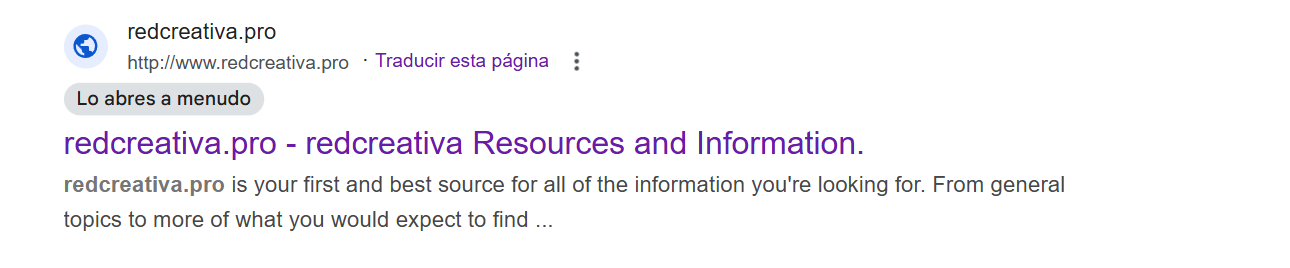 redcreativa.pro
http://www.redcreativa.pro · Traducir esta página
Lo abres a menudo
redcreativa.pro - redcreativa Resources and Information.
redcreativa.pro is your first and best source for all of the information you're looking for. From general
topics to more of what you would expect to find ...